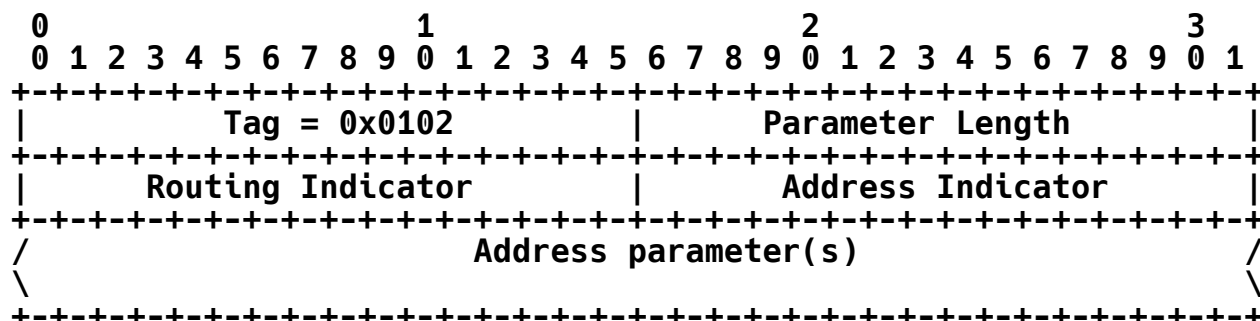 0                   1                   2                   3
 0 1 2 3 4 5 6 7 8 9 0 1 2 3 4 5 6 7 8 9 0 1 2 3 4 5 6 7 8 9 0 1
+-+-+-+-+-+-+-+-+-+-+-+-+-+-+-+-+-+-+-+-+-+-+-+-+-+-+-+-+-+-+-+-+
|          Tag = 0x0102         |      Parameter Length         |
+-+-+-+-+-+-+-+-+-+-+-+-+-+-+-+-+-+-+-+-+-+-+-+-+-+-+-+-+-+-+-+-+
|      Routing Indicator        |       Address Indicator       |
+-+-+-+-+-+-+-+-+-+-+-+-+-+-+-+-+-+-+-+-+-+-+-+-+-+-+-+-+-+-+-+-+
/                       Address parameter(s)                    /
\                                                               \
+-+-+-+-+-+-+-+-+-+-+-+-+-+-+-+-+-+-+-+-+-+-+-+-+-+-+-+-+-+-+-+-+